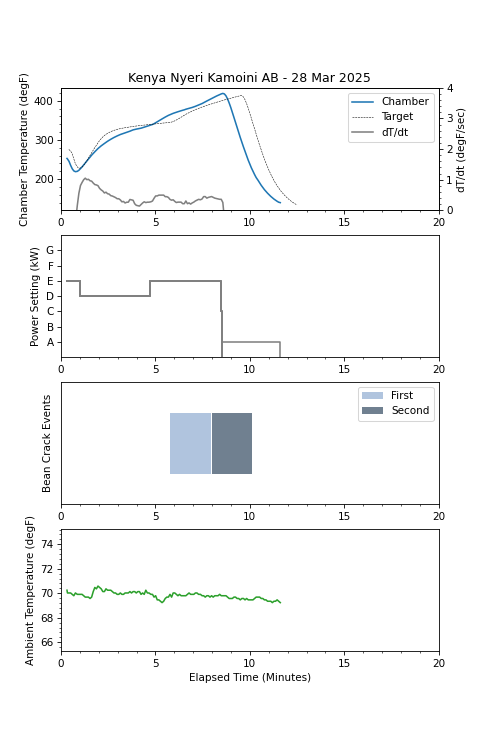 Kenya Nyeri Kamoini AB - 28 Mar 2025
Chamber Temperature (degF)
400
300
200
Chamber
Target
dT/dt
4
3
2
1
0
dT/dt (degF/sec)
0 5 10 15 20
Power Setting (kW)
G
F
E
D
C
B
A
0 5 10 15 20
Bean Crack Events
First
Second
0 5 10 15 20
Ambient Temperature (degF)
74
72
70
68
66
0 5 10 15 20
Elapsed Time (Minutes)